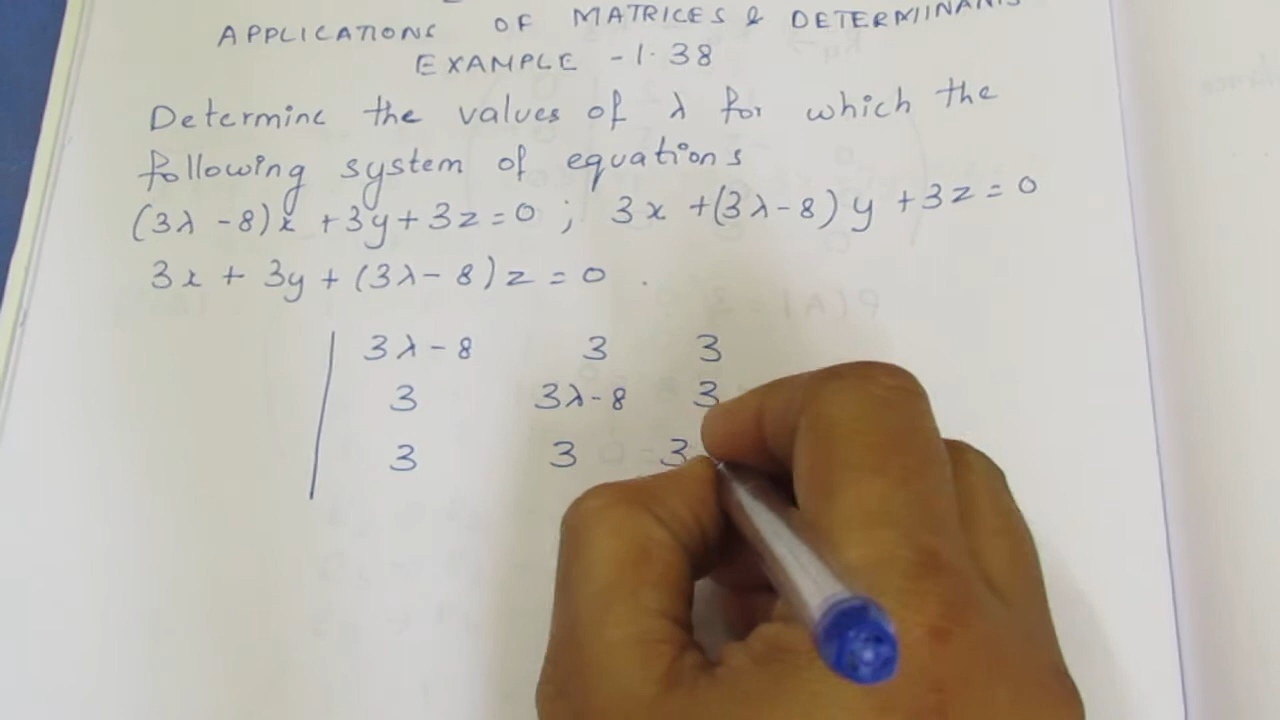 APPLICATIONS OF MATRICES & DETERMINANTS
EXAMPLE - 1.38
Determine the values of λ for which the
following system of equations
(3λ - 8)x + 3y + 3z = 0 ; 3x + (3λ - 8) y + 3z = 0
3x + 3y + (3λ - 8) z = 0 .
3λ - 8 3 3
3 3λ - 8 3
3 3 3